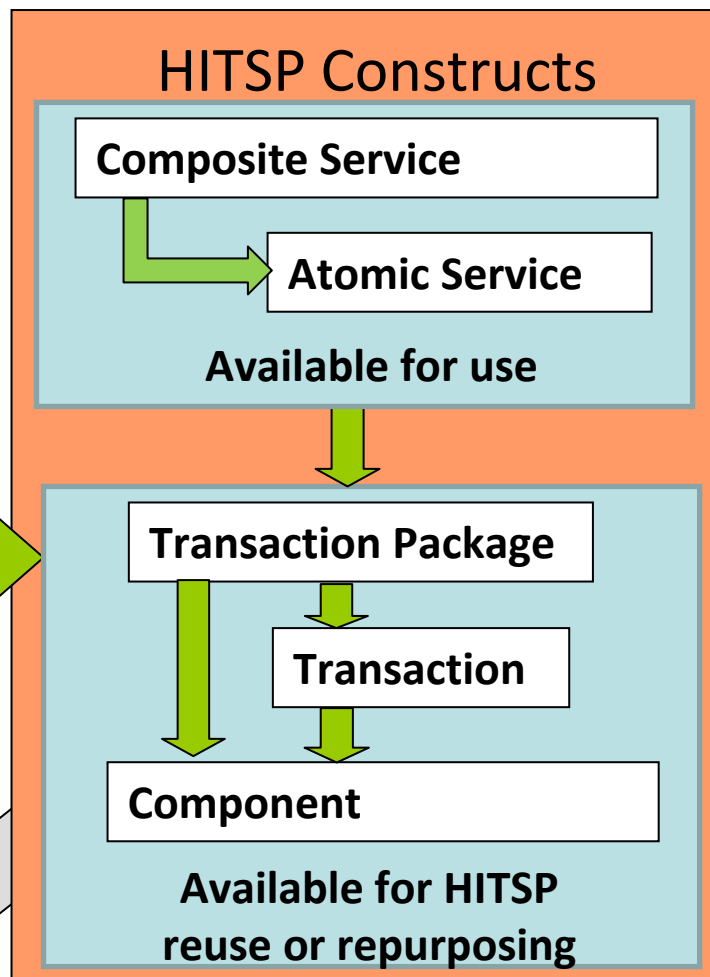 HITSP Constructs
Composite Service
Atomic Service
Available for use
Transaction Package
Transaction
Component
Available for HITSP
reuse or repurposing